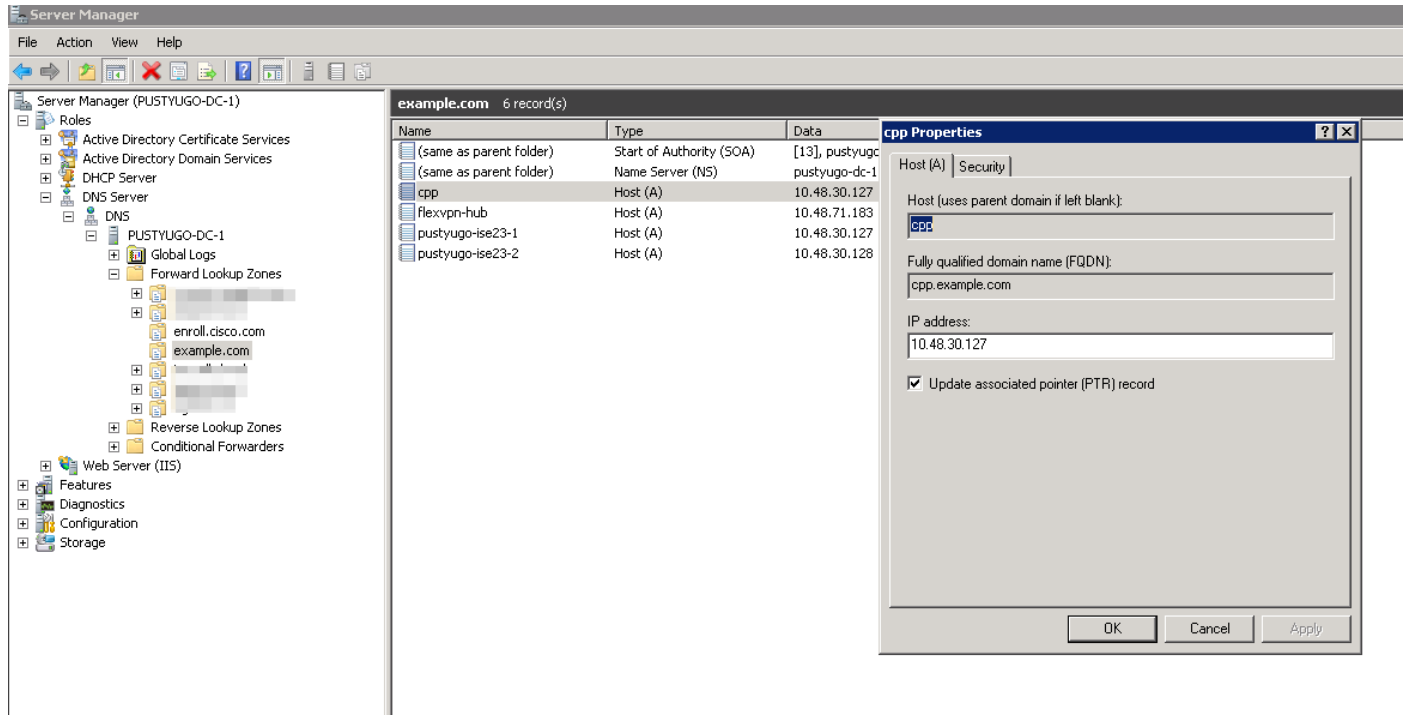 Server Manager
File Action View Help
Server Manager (PUSTYUGO-DC-1)
Roles
Active Directory Certificate Services
Active Directory Domain Services
DHCP Server
DNS Server
DNS
PUSTYUGO-DC-1
Global Logs
Forward Lookup Zones
enroll.cisco.com
example.com
Reverse Lookup Zones
Conditional Forwarders
Web Server (IIS)
Features
Diagnostics
Configuration
Storage
example.com 6 record(s)
Name Type Data
(same as parent folder) Start of Authority (SOA) [13], pustyugo
(same as parent folder) Name Server (NS) pustyugo-dc-1
cpp Host (A) 10.48.30.127
flexvpn-hub Host (A) 10.48.71.183
pustyugo-ise23-1 Host (A) 10.48.30.127
pustyugo-ise23-2 Host (A) 10.48.30.128
cpp Properties
Host (A) Security
Host (uses parent domain if left blank):
cpp
Fully qualified domain name (FQDN):
cpp.example.com
IP address:
10.48.30.127
Update associated pointer (PTR) record
OK Cancel Apply